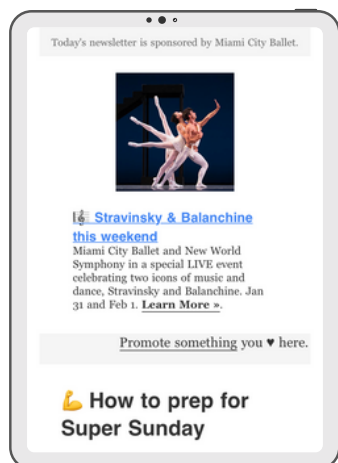 Today's newsletter is sponsored by Miami City Ballet.
🎼 Stravinsky & Balanchine
this weekend
Miami City Ballet and New World
Symphony in a special LIVE event
celebrating two icons of music and
dance, Stravinsky and Balanchine. Jan
31 and Feb 1. Learn More ».
Promote something you ♥ here.
💪 How to prep for
Super Sunday